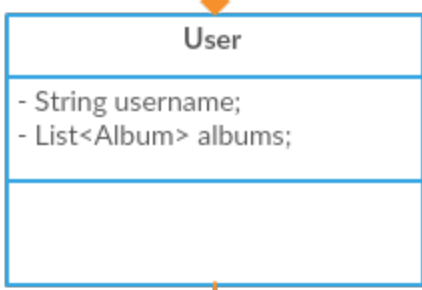 User
- String username;
- List<Album> albums;